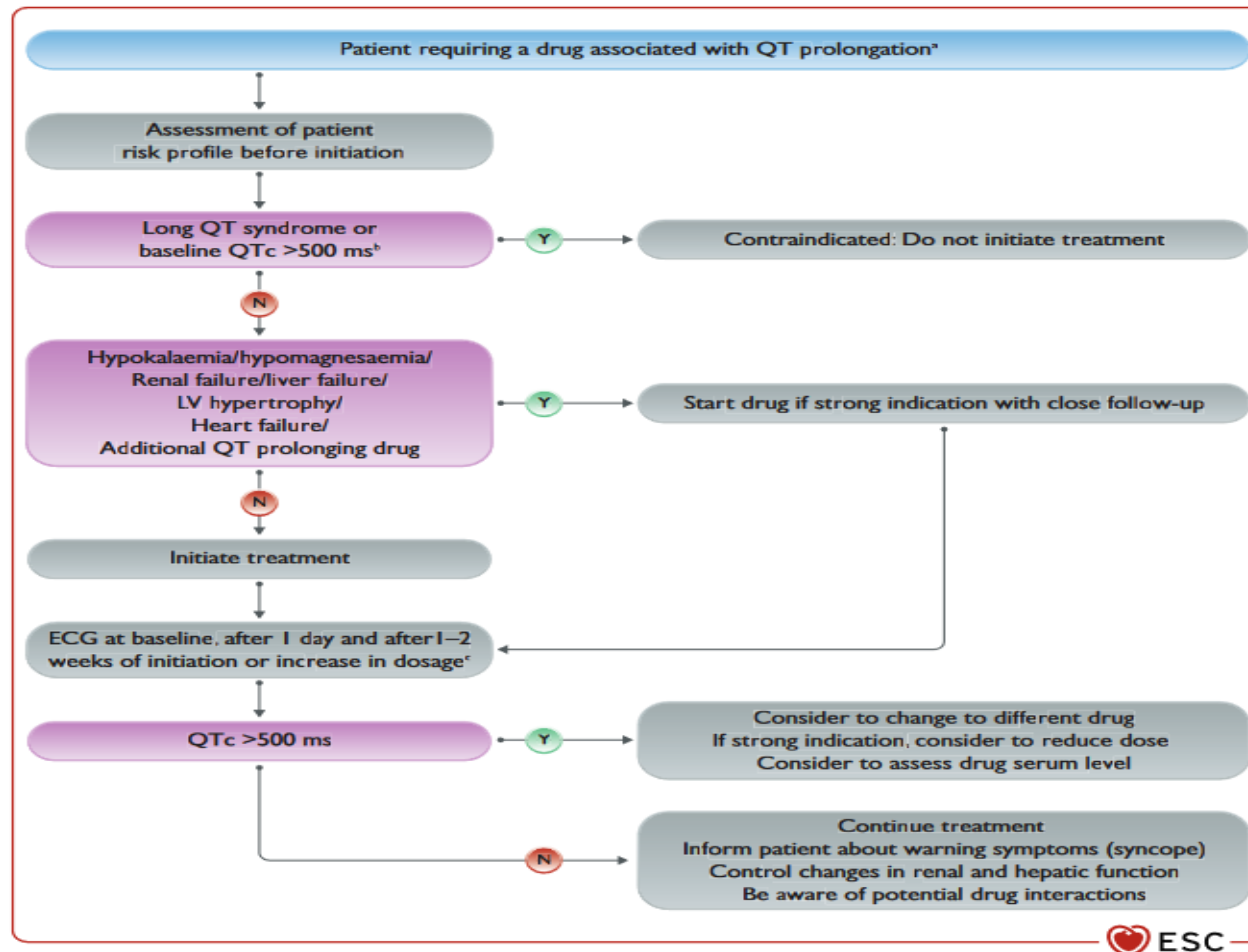 Patient requiring a drug associated with QT prolongationᵃ
Assessment of patient
risk profile before initiation
Long QT syndrome or
baseline QTc >500 msᵇ
Y
Contraindicated: Do not initiate treatment
N
Hypokalaemia/hypomagnesaemia/
Renal failure/liver failure/
LV hypertrophy/
Heart failure/
Additional QT prolonging drug
Y
Start drug if strong indication with close follow-up
N
Initiate treatment
ECG at baseline, after 1 day and after1–2
weeks of initiation or increase in dosageᶜ
QTc >500 ms
Y
Consider to change to different drug
If strong indication, consider to reduce dose
Consider to assess drug serum level
N
Continue treatment
Inform patient about warning symptoms (syncope)
Control changes in renal and hepatic function
Be aware of potential drug interactions
ESC